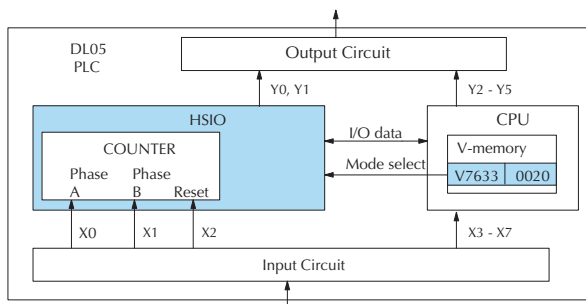 DL05
PLC
Output Circuit
Y0, Y1
Y2 - Y5
HSIO
CPU
COUNTER
I/O data
V-memory
Phase
Phase
Mode select
V7633 0020
A
B
Reset
X0
X1
X2
X3 - X7
Input Circuit